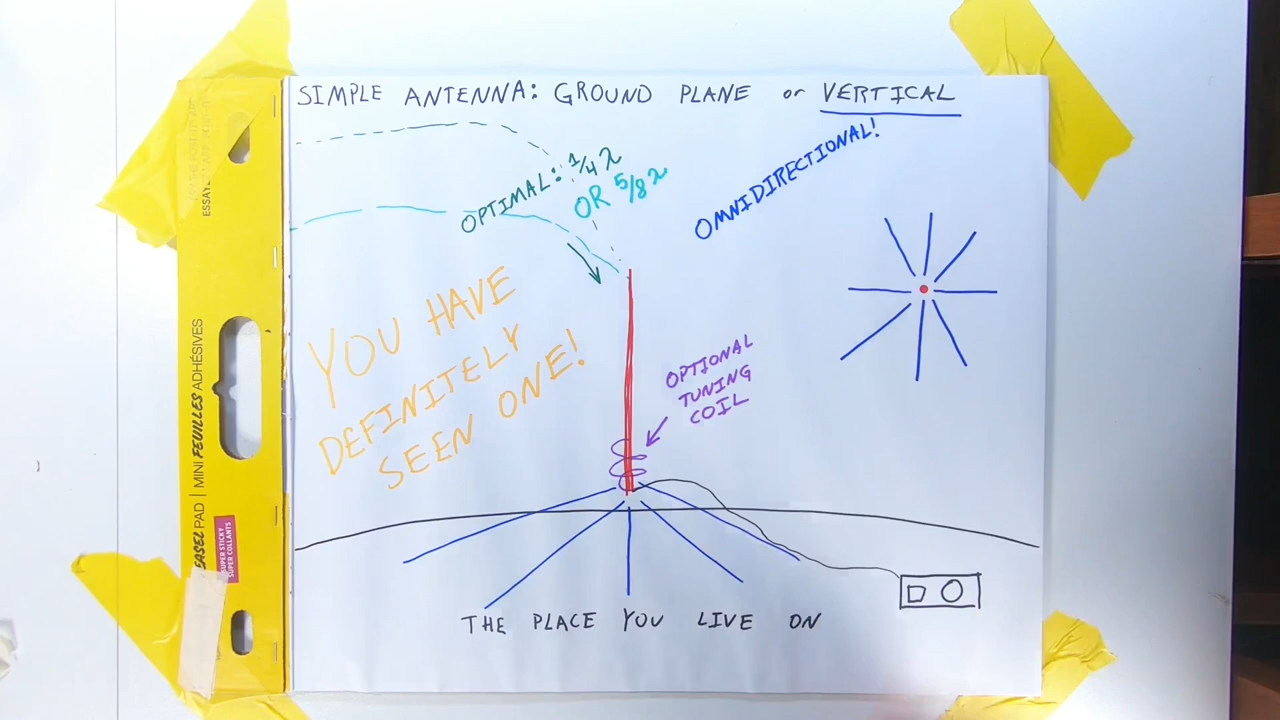 SIMPLE ANTENNA: GROUND PLANE or VERTICAL
OPTIMAL: 1/4 λ
OR 5/8 λ
OMNIDIRECTIONAL!
YOU HAVE
DEFINITELY
SEEN ONE!
OPTIONAL
TUNING
COIL
THE PLACE YOU LIVE ON
EASEL PAD | MINI FEUILLES ADHÉSIVES
SUPER STICKY
SUPER COLLANTS